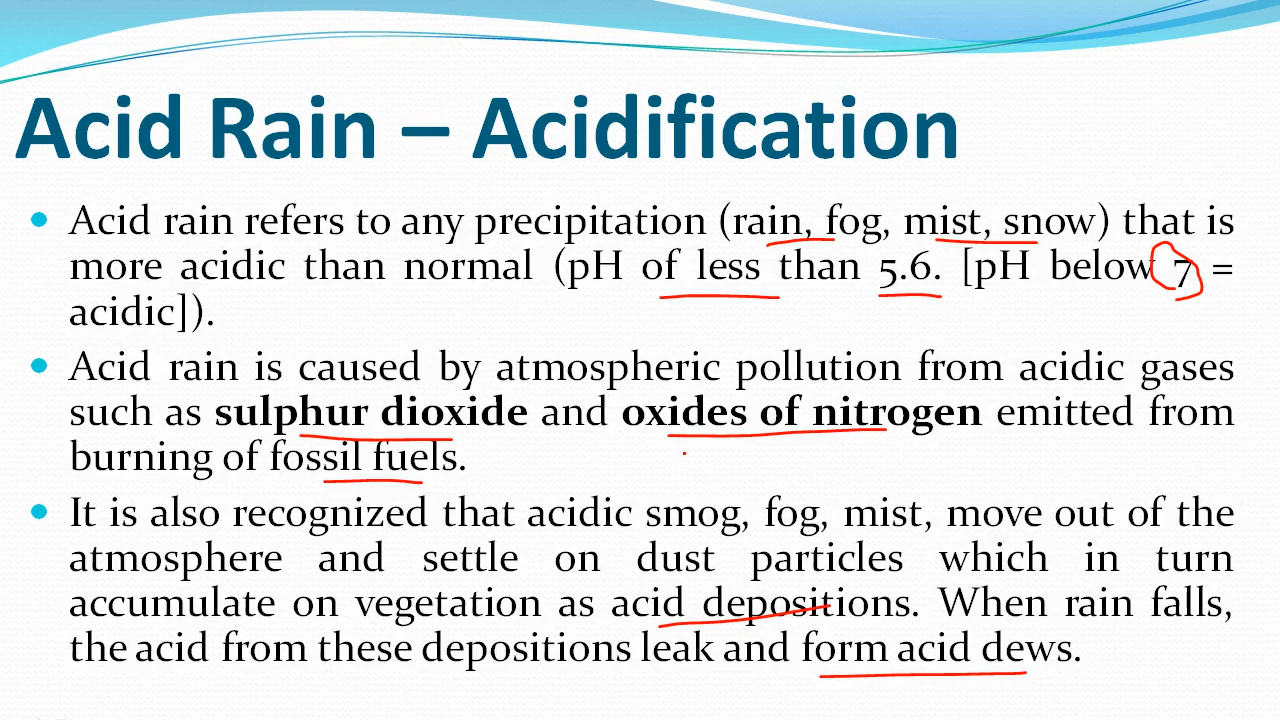 Acid Rain – Acidification
• Acid rain refers to any precipitation (rain, fog, mist, snow) that is
more acidic than normal (pH of less than 5.6. [pH below 7 =
acidic]).
• Acid rain is caused by atmospheric pollution from acidic gases
such as sulphur dioxide and oxides of nitrogen emitted from
burning of fossil fuels.
• It is also recognized that acidic smog, fog, mist, move out of the
atmosphere and settle on dust particles which in turn
accumulate on vegetation as acid depositions. When rain falls,
the acid from these depositions leak and form acid dews.